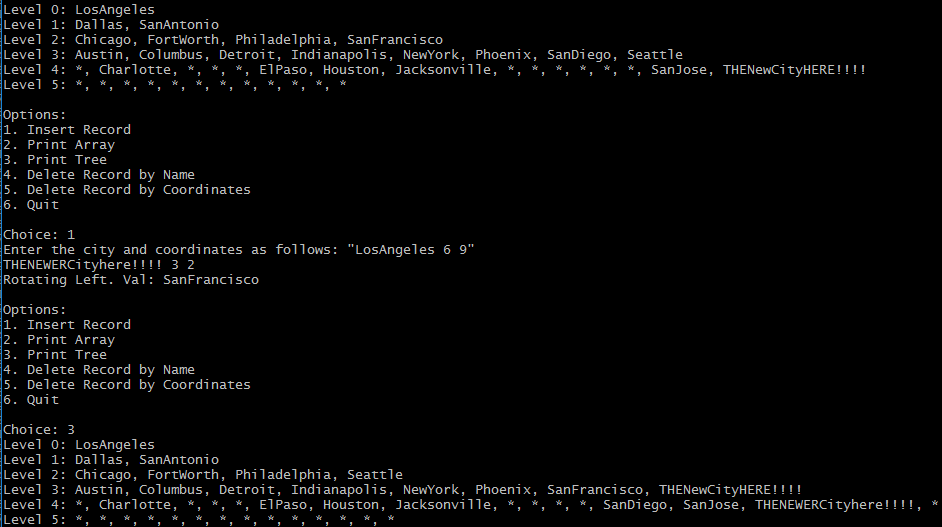 Level 0: LosAngeles
Level 1: Dallas, SanAntonio
Level 2: Chicago, FortWorth, Philadelphia, SanFrancisco
Level 3: Austin, Columbus, Detroit, Indianapolis, NewYork, Phoenix, SanDiego, Seattle
Level 4: *, Charlotte, *, *, *, ElPaso, Houston, Jacksonville, *, *, *, *, *, *, SanJose, THENewCityHERE!!!!
Level 5: *, *, *, *, *, *, *, *, *, *, *, *
Options:
1. Insert Record
2. Print Array
3. Print Tree
4. Delete Record by Name
5. Delete Record by Coordinates
6. Quit
Choice: 1
Enter the city and coordinates as follows: "LosAngeles 6 9"
THENEWERCityhere!!!! 3 2
Rotating Left. Val: SanFrancisco
Options:
1. Insert Record
2. Print Array
3. Print Tree
4. Delete Record by Name
5. Delete Record by Coordinates
6. Quit
Choice: 3
Level 0: LosAngeles
Level 1: Dallas, SanAntonio
Level 2: Chicago, FortWorth, Philadelphia, Seattle
Level 3: Austin, Columbus, Detroit, Indianapolis, NewYork, Phoenix, SanFrancisco, THENewCityHERE!!!!
Level 4: *, Charlotte, *, *, *, ElPaso, Houston, Jacksonville, *, *, *, *, SanDiego, SanJose, THENEWERCityhere!!!!, *
Level 5: *, *, *, *, *, *, *, *, *, *, *, *, *, *